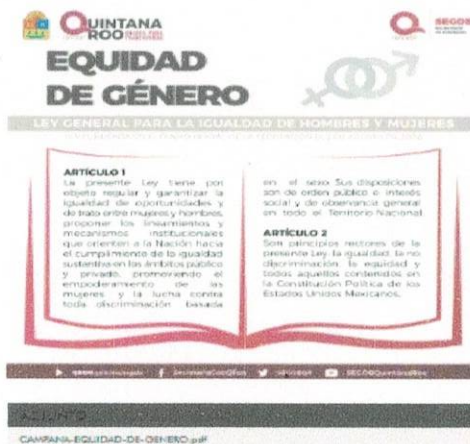 QUINTANA
ROO
SEGOB
EQUIDAD
DE GÉNERO
LEY GENERAL PARA LA IGUALDAD DE HOMBRES Y MUJERES
ARTÍCULO 1
La presente Ley tiene por
objeto regular y garantizar la
igualdad de oportunidades y
de trato entre mujeres y hombres,
proponer los lineamientos y
mecanismos institucionales
que orienten a la Nación hacia
el cumplimiento de la igualdad
sustantiva en los ámbitos público
y privado, promoviendo el
empoderamiento de las
mujeres y la lucha contra
toda discriminación basada
en el sexo. Sus disposiciones
son de orden público e interés
social y de observancia general
en todo el Territorio Nacional
ARTÍCULO 2
Son principios rectores de la
presente Ley: la igualdad, la no
discriminación, la equidad y
todos aquellos contenidos en
la Constitución Política de los
Estados Unidos Mexicanos.
SEGOBQuintanaRoo
ADJUNTO
CAMPAÑA-EQUIDAD-DE-GENERO.pdf